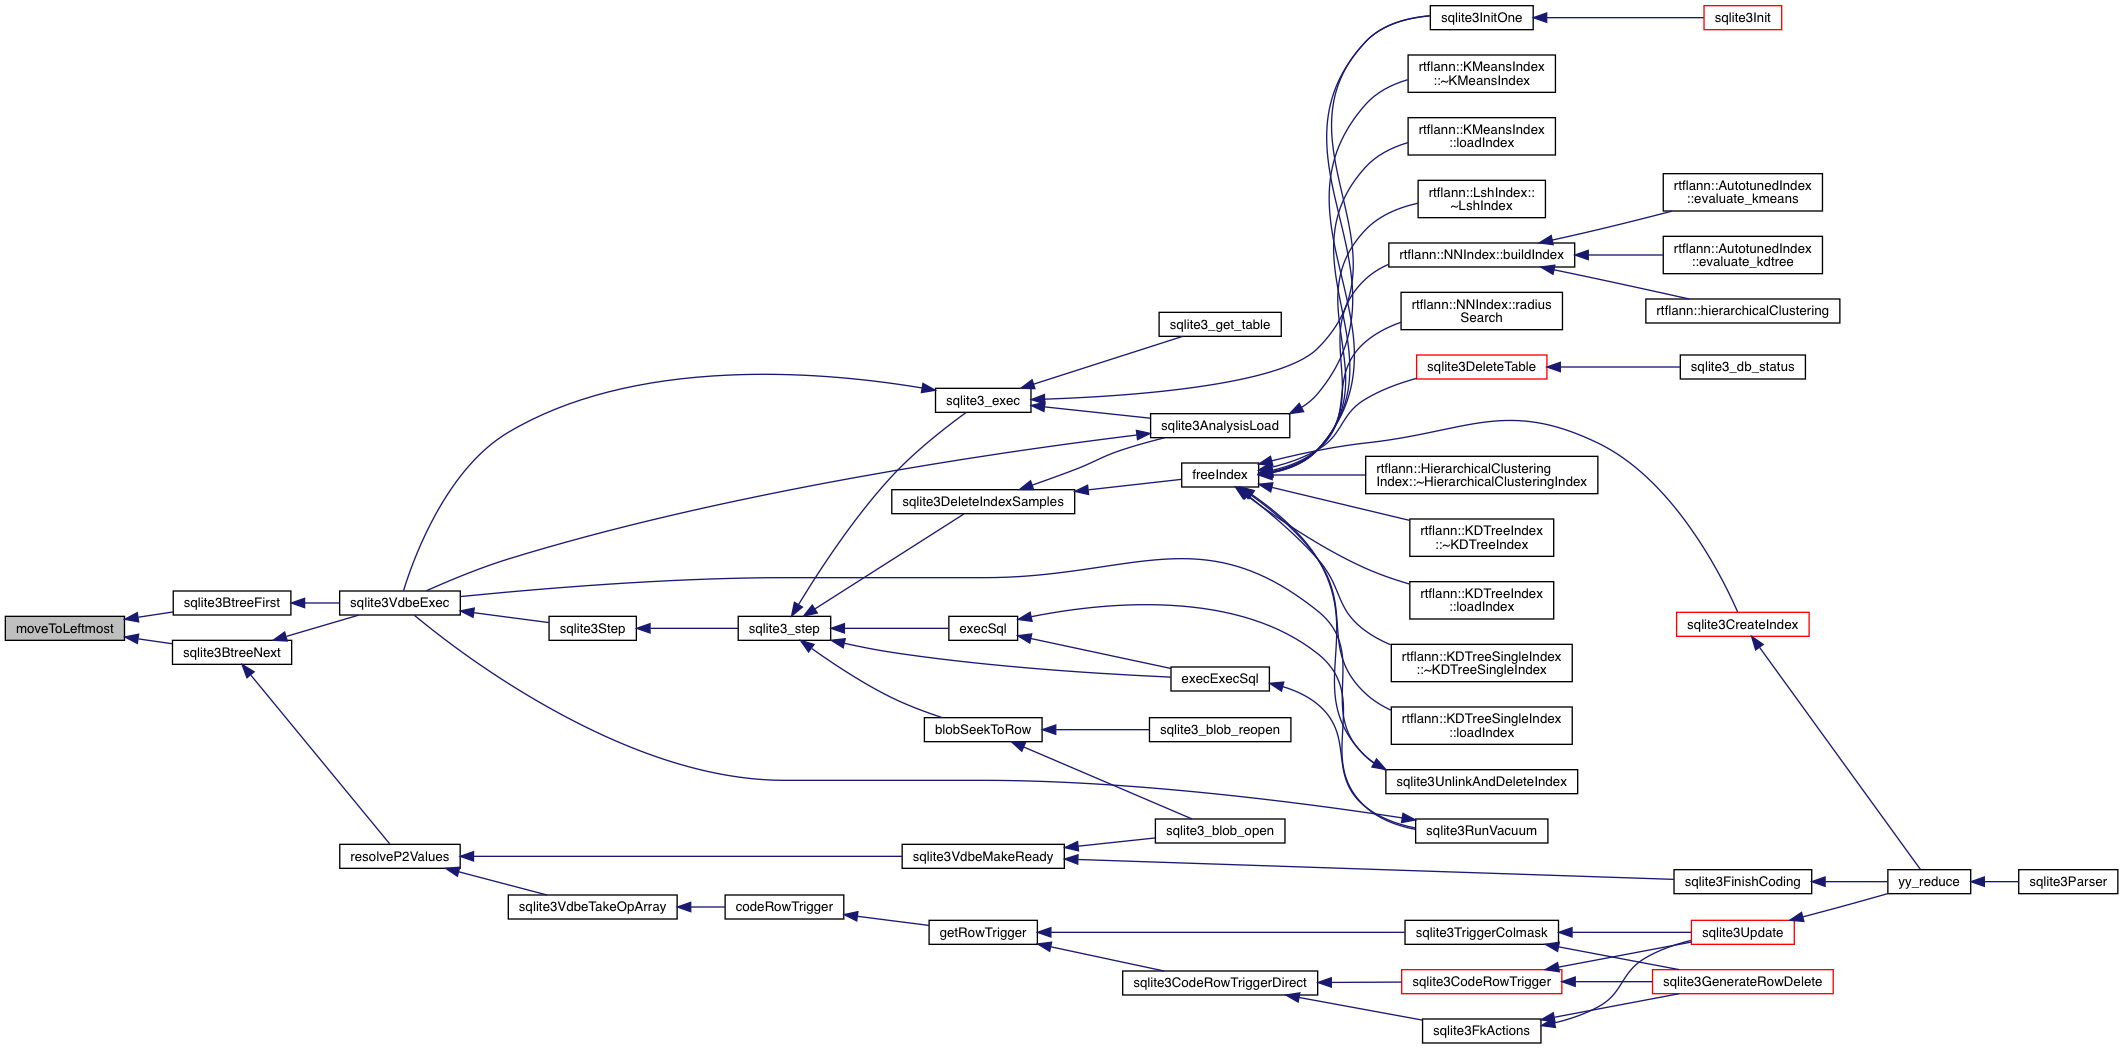 sqlite3InitOne
sqlite3Init
rtflann::KMeansIndex
::~KMeansIndex
rtflann::KMeansIndex
::loadIndex
rtflann::LshIndex::
~LshIndex
rtflann::AutotunedIndex
::evaluate_kmeans
rtflann::NNIndex::buildIndex
rtflann::AutotunedIndex
::evaluate_kdtree
rtflann::NNIndex::radius
Search
rtflann::hierarchicalClustering
sqlite3_get_table
sqlite3DeleteTable
sqlite3_db_status
sqlite3_exec
sqlite3AnalysisLoad
freeIndex
rtflann::HierarchicalClustering
Index::~HierarchicalClusteringIndex
sqlite3DeleteIndexSamples
rtflann::KDTreeIndex
::~KDTreeIndex
rtflann::KDTreeIndex
::loadIndex
sqlite3BtreeFirst
sqlite3VdbeExec
moveToLeftmost
sqlite3Step
sqlite3_step
execSql
sqlite3CreateIndex
sqlite3BtreeNext
rtflann::KDTreeSingleIndex
::~KDTreeSingleIndex
execExecSql
blobSeekToRow
sqlite3_blob_reopen
rtflann::KDTreeSingleIndex
::loadIndex
sqlite3UnlinkAndDeleteIndex
sqlite3_blob_open
sqlite3RunVacuum
resolveP2Values
sqlite3VdbeMakeReady
sqlite3FinishCoding
yy_reduce
sqlite3Parser
sqlite3VdbeTakeOpArray
codeRowTrigger
getRowTrigger
sqlite3TriggerColmask
sqlite3Update
sqlite3CodeRowTriggerDirect
sqlite3CodeRowTrigger
sqlite3GenerateRowDelete
sqlite3FkActions